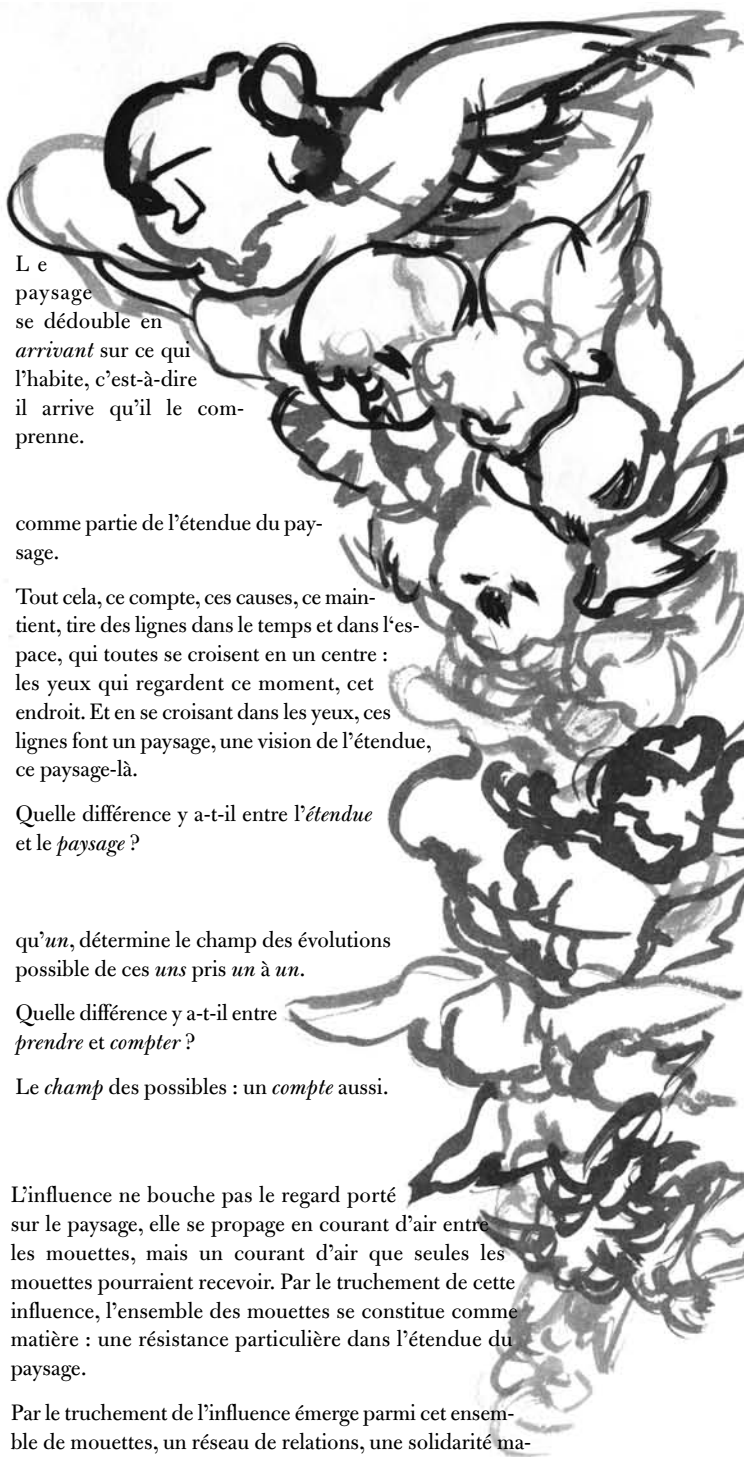 L e
paysage
se dédouble en
arrivant sur ce qui
l’habite, c’est-à-dire
il arrive qu’il le com-
prenne.
comme partie de l’étendue du pay-
sage.
Tout cela, ce compte, ces causes, ce main-
tient, tire des lignes dans le temps et dans l‘es-
pace, qui toutes se croisent en un centre :
les yeux qui regardent ce moment, cet
endroit. Et en se croisant dans les yeux, ces
lignes font un paysage, une vision de l’étendue,
ce paysage-là.
Quelle différence y a-t-il entre l’étendue
et le paysage ?
qu’un, détermine le champ des évolutions
possible de ces uns pris un à un.
Quelle différence y a-t-il entre
prendre et compter ?
Le champ des possibles : un compte aussi.
L’influence ne bouche pas le regard porté
sur le paysage, elle se propage en courant d’air entre
les mouettes, mais un courant d’air que seules les
mouettes pourraient recevoir. Par le truchement de cette
influence, l’ensemble des mouettes se constitue comme
matière : une résistance particulière dans l’étendue du
paysage.
Par le truchement de l’influence émerge parmi cet ensem-
ble de mouettes, un réseau de relations, une solidarité ma-